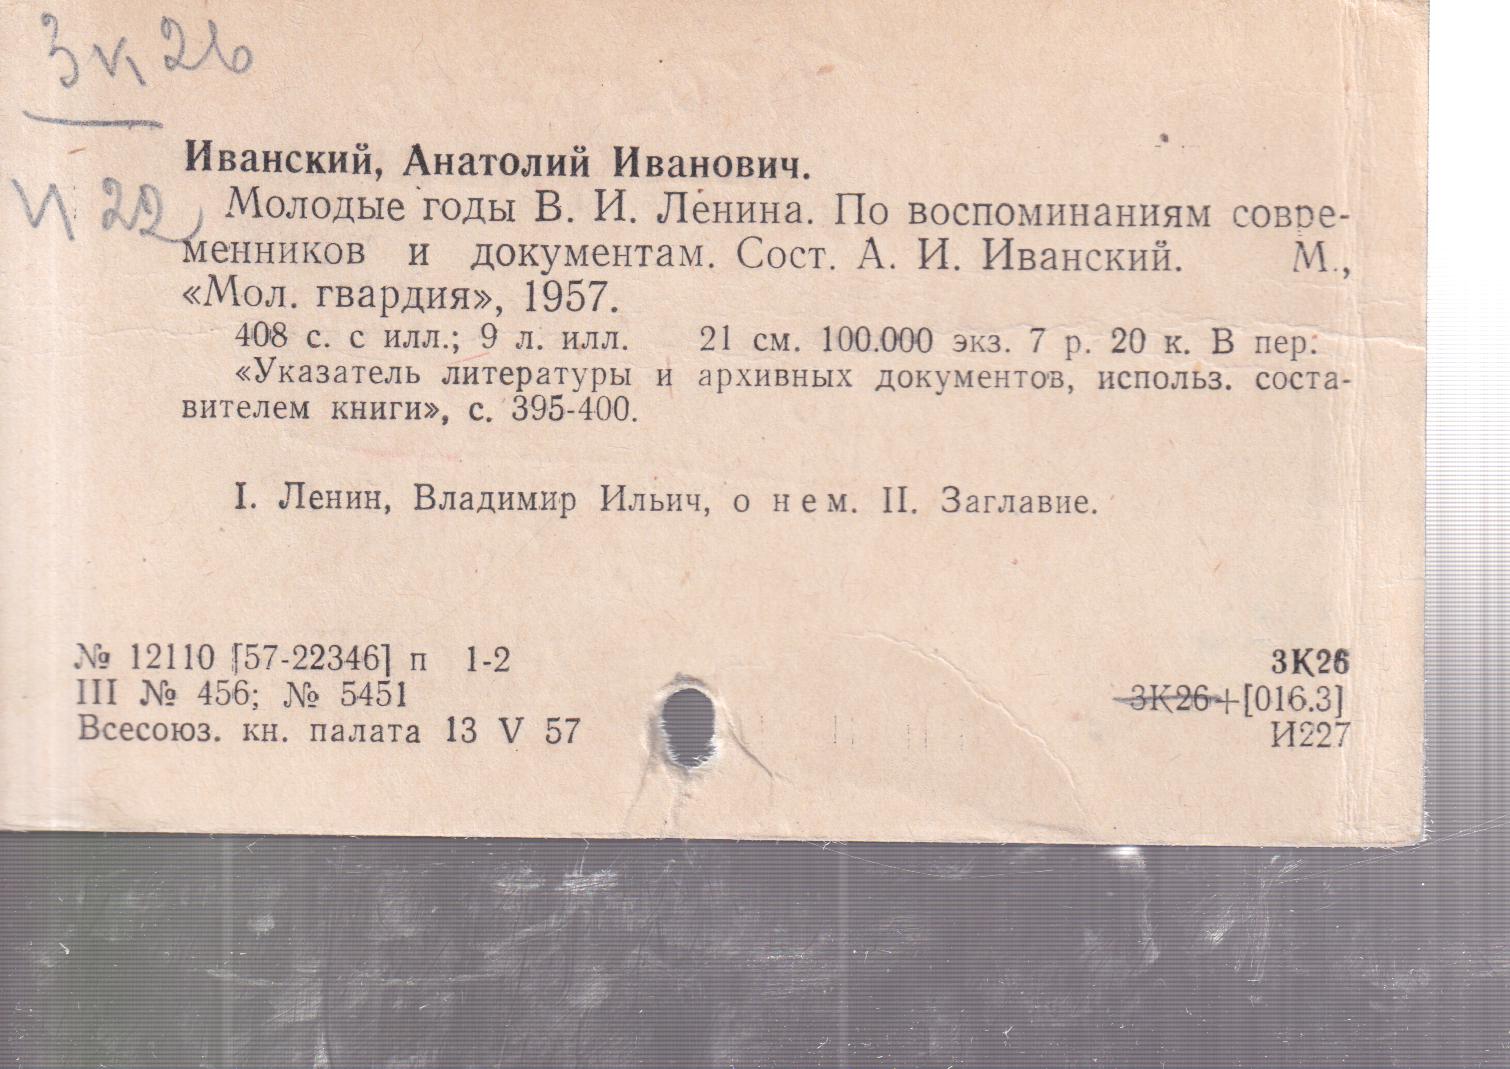 3К26
И22
Иванский, Анатолий Иванович.
Молодые годы В. И. Ленина. По воспоминаниям совре-
менников и документам. Сост. А. И. Иванский. М.,
«Мол. гвардия», 1957.
408 с. с илл.; 9 л. илл. 21 см. 100.000 экз. 7 р. 20 к. В пер.
«Указатель литературы и архивных документов, использ. соста-
вителем книги», с. 395-400.
I. Ленин, Владимир Ильич, о нем. II. Заглавие.
№ 12110 [57-22346] п 1-2
III № 456; № 5451
Всесоюз. кн. палата 13 V 57
3К26
3К26+[016.3]
И227